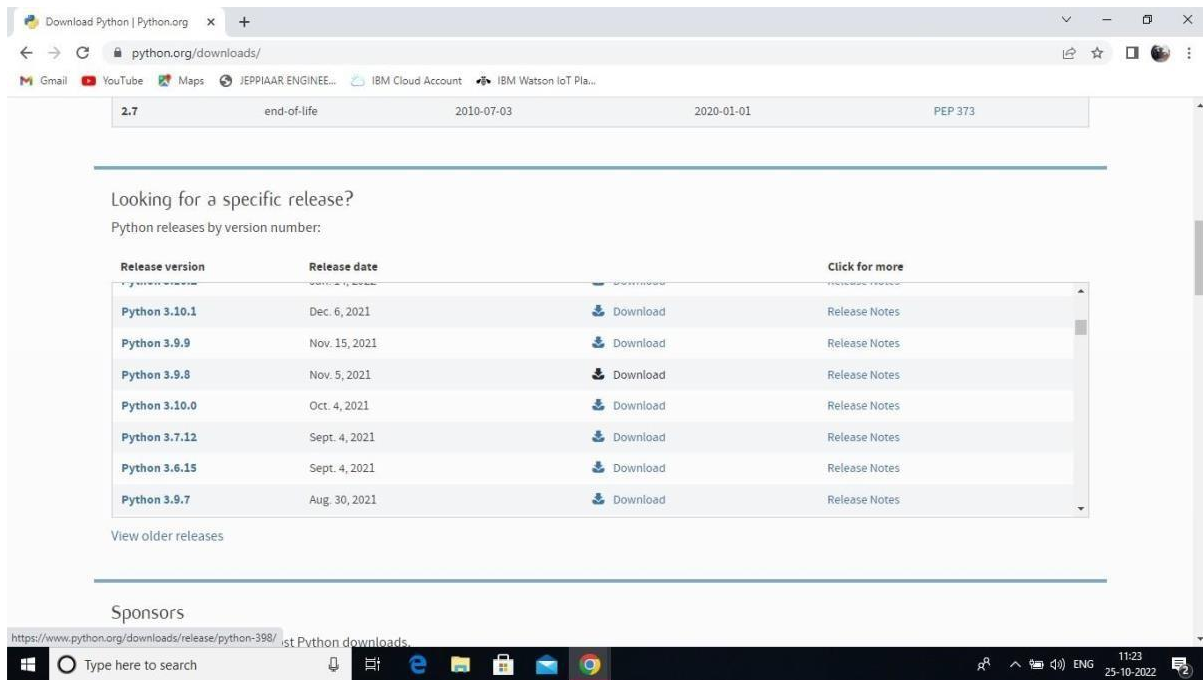 Download Python | Python.org
python.org/downloads/
Gmail YouTube Maps JEPPIAAR ENGINEE... IBM Cloud Account IBM Watson IoT Pla...
2.7 end-of-life 2010-07-03 2020-01-01 PEP 373
Looking for a specific release?
Python releases by version number:
Release version Release date Click for more
Download Release Notes
Python 3.10.1 Dec. 6, 2021 Download Release Notes
Python 3.9.9 Nov. 15, 2021 Download Release Notes
Python 3.9.8 Nov. 5, 2021 Download Release Notes
Python 3.10.0 Oct. 4, 2021 Download Release Notes
Python 3.7.12 Sept. 4, 2021 Download Release Notes
Python 3.6.15 Sept. 4, 2021 Download Release Notes
Python 3.9.7 Aug. 30, 2021 Download Release Notes
View older releases
Sponsors
https://www.python.org/downloads/release/python-398/ st Python downloads.
Type here to search ENG 11:23
25-10-2022 2